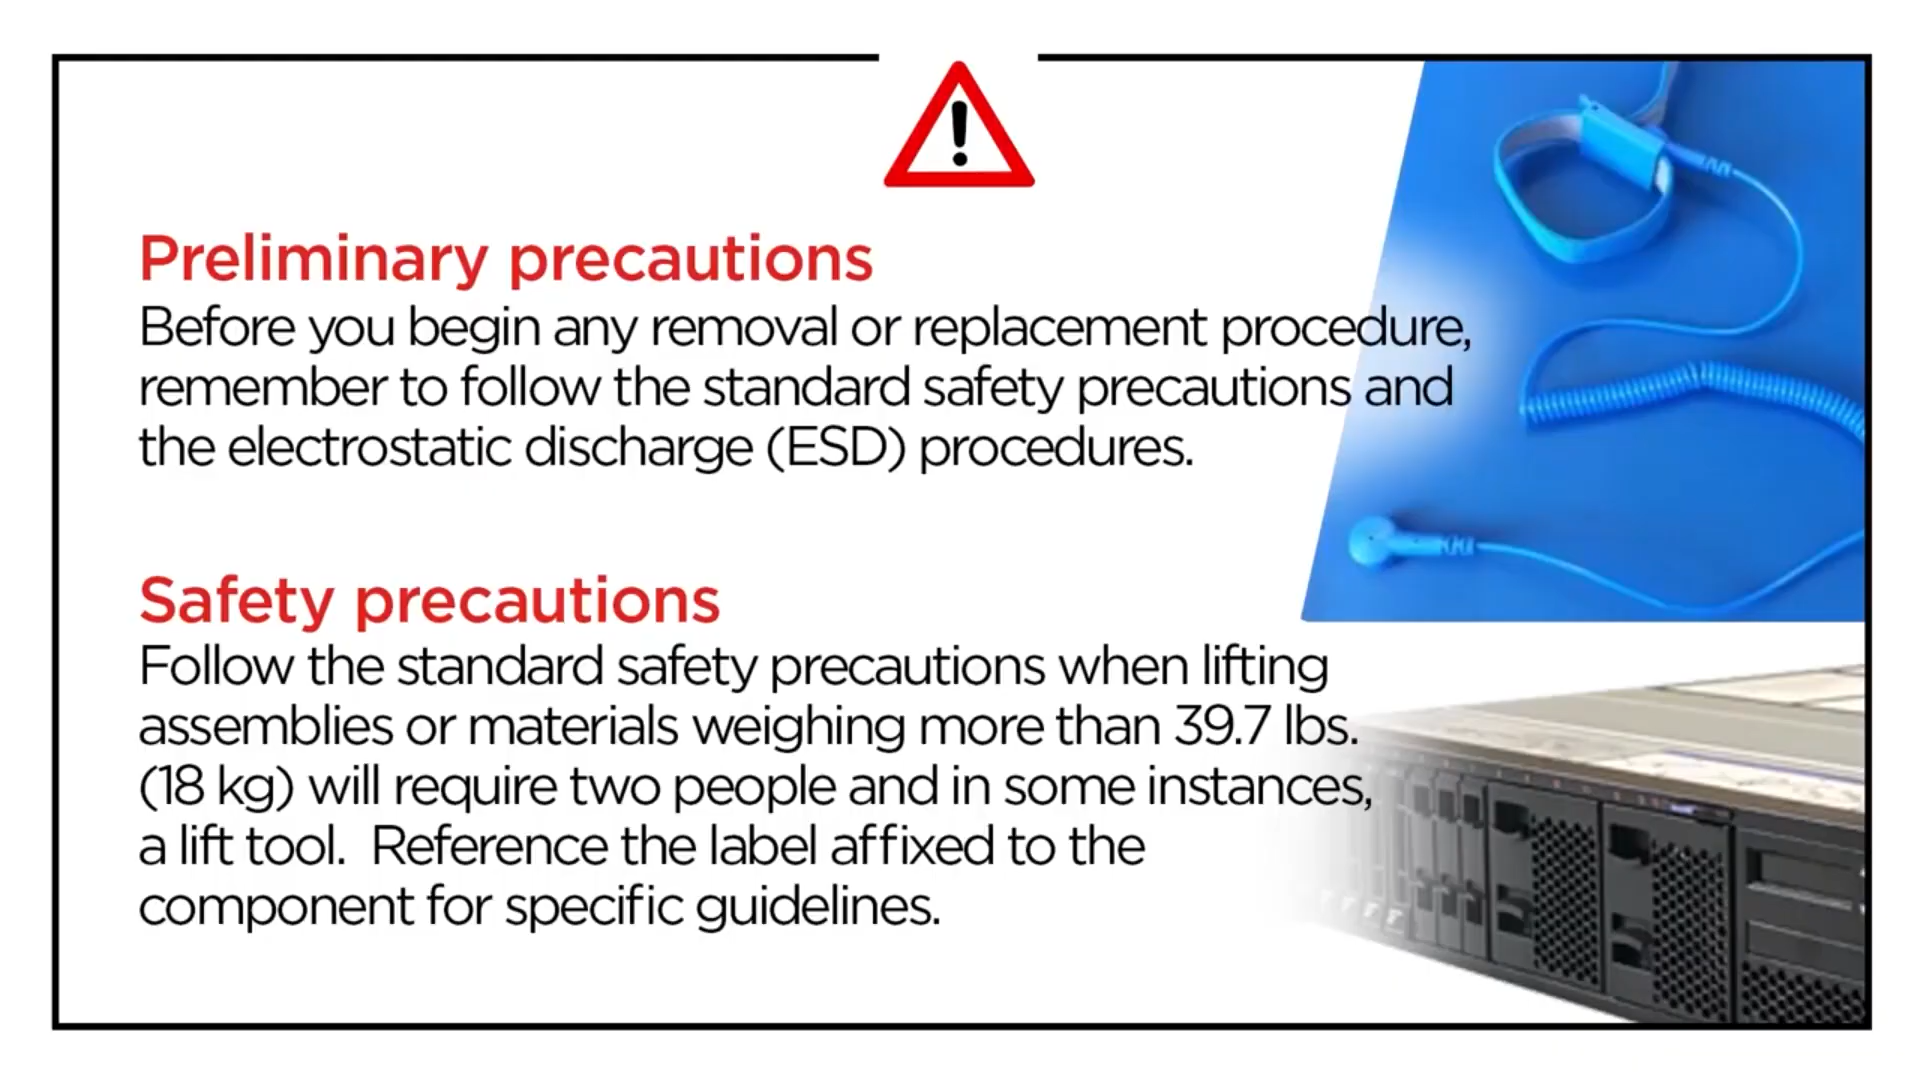 Preliminary precautions
Before you begin any removal or replacement procedure,
remember to follow the standard safety precautions and
the electrostatic discharge (ESD) procedures.
Safety precautions
Follow the standard safety precautions when lifting
assemblies or materials weighing more than 39.7 lbs.
(18 kg) will require two people and in some instances,
a lift tool.  Reference the label affixed to the
component for specific guidelines.